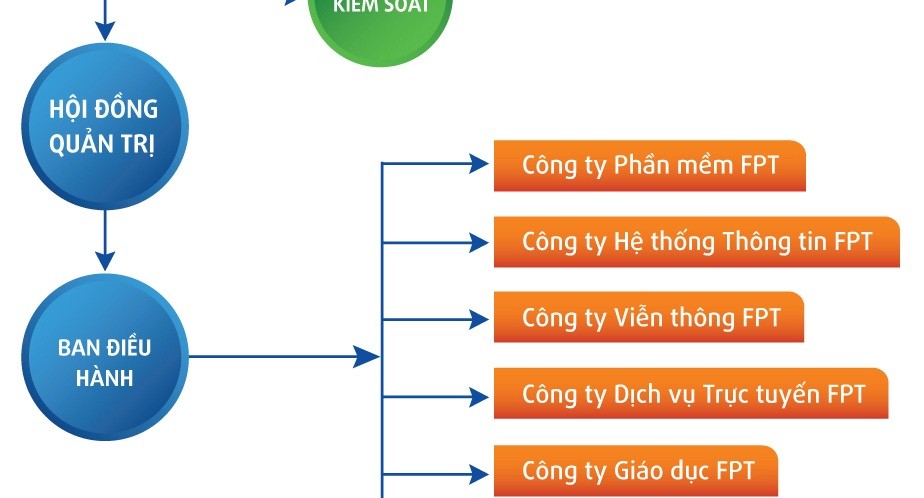 KIỂM SOÁT
HỘI ĐỒNG
QUẢN TRỊ
Công ty Phần mềm FPT
Công ty Hệ thống Thông tin FPT
Công ty Viễn thông FPT
BAN ĐIỀU
HÀNH
Công ty Dịch vụ Trực tuyến FPT
Công ty Giáo dục FPT